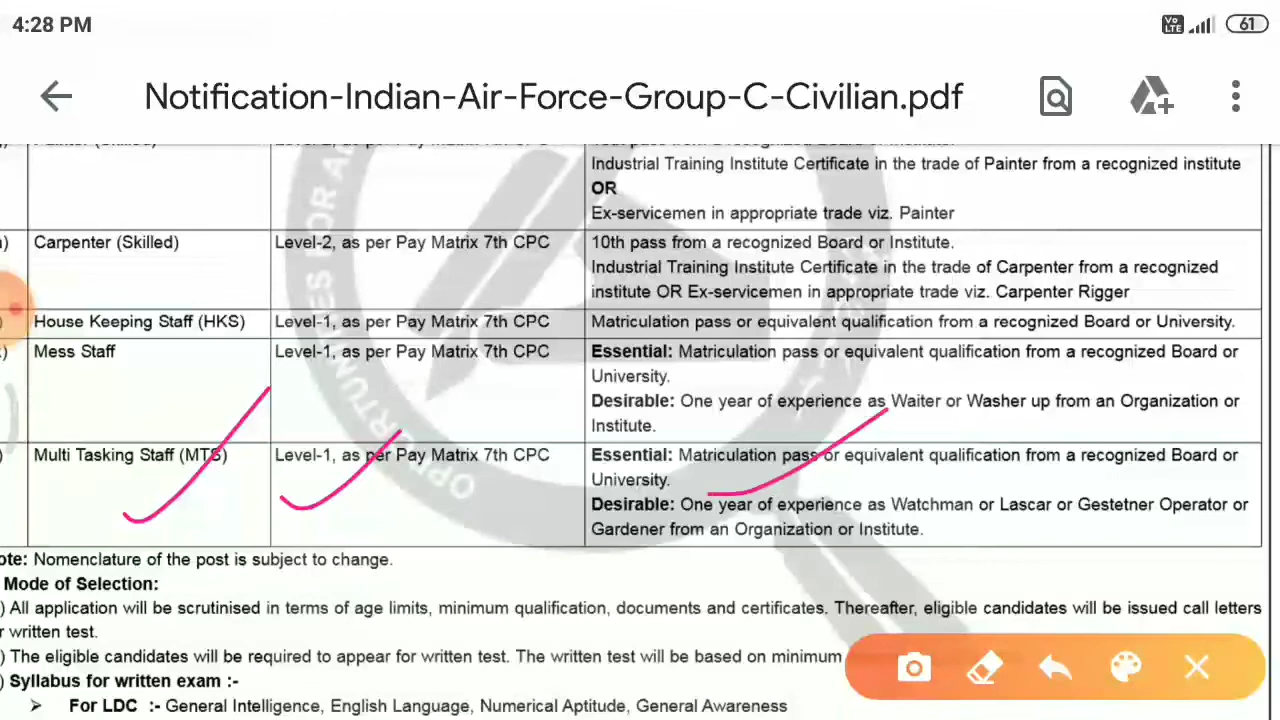 4:28 PM
Vo LTE
61
Notification-Indian-Air-Force-Group-C-Civilian.pdf
Industrial Training Institute Certificate in the trade of Painter from a recognized institute
OR
Ex-servicemen in appropriate trade viz. Painter
) Carpenter (Skilled) Level-2, as per Pay Matrix 7th CPC 10th pass from a recognized Board or Institute.
Industrial Training Institute Certificate in the trade of Carpenter from a recognized
institute OR Ex-servicemen in appropriate trade viz. Carpenter Rigger
House Keeping Staff (HKS) Level-1, as per Pay Matrix 7th CPC Matriculation pass or equivalent qualification from a recognized Board or University.
) Mess Staff Level-1, as per Pay Matrix 7th CPC Essential: Matriculation pass or equivalent qualification from a recognized Board or
University.
Desirable: One year of experience as Waiter or Washer up from an Organization or
Institute.
) Multi Tasking Staff (MTS) Level-1, as per Pay Matrix 7th CPC Essential: Matriculation pass or equivalent qualification from a recognized Board or
University.
Desirable: One year of experience as Watchman or Lascar or Gestetner Operator or
Gardener from an Organization or Institute.
ote: Nomenclature of the post is subject to change.
Mode of Selection:
) All application will be scrutinised in terms of age limits, minimum qualification, documents and certificates. Thereafter, eligible candidates will be issued call letters
r written test.
) The eligible candidates will be required to appear for written test. The written test will be based on minimum
) Syllabus for written exam :-
➤ For LDC :- General Intelligence, English Language, Numerical Aptitude, General Awareness